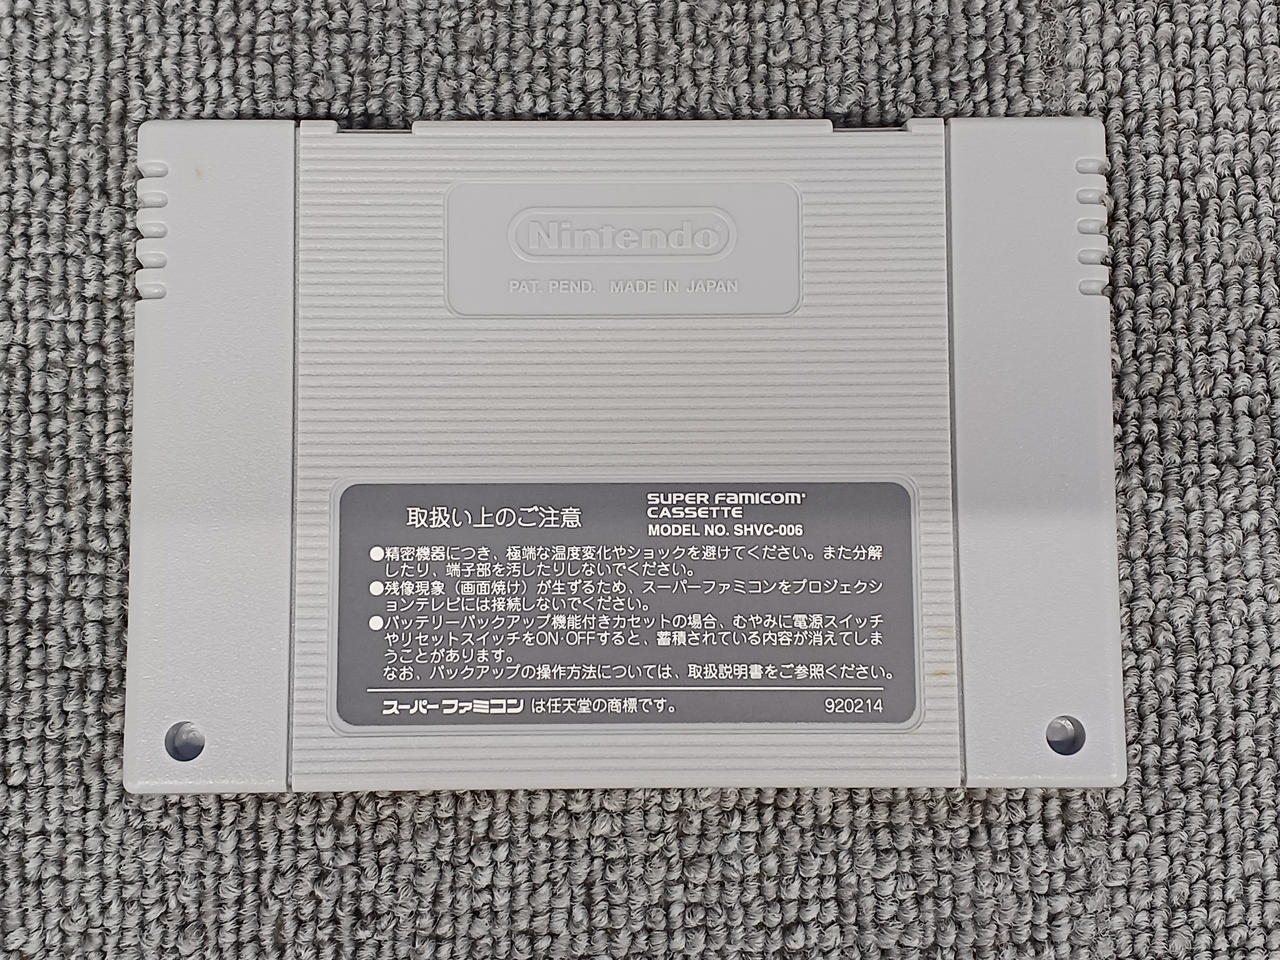 Nintendo
PAT. PEND. MADE IN JAPAN
取扱い上のご注意
SUPER FAMICOM
CASSETTE
MODEL NO. SHVC-006
●精密機器につき、極端な温度変化やショックを避けてください。また分解
したり、端子部を汚したりしないでください。
●残像現象（画面焼け）が生ずるため、スーパーファミコンをプロジェクシ
ョンテレビには接続しないでください。
●バッテリーバックアップ機能付きカセットの場合、むやみに電源スイッチ
やリセットスイッチをON・OFFすると、蓄積されている内容が消えてしま
うことがあります。
なお、バックアップの操作方法については、取扱説明書をご参照ください。
スーパーファミコンは任天堂の商標です。 920214